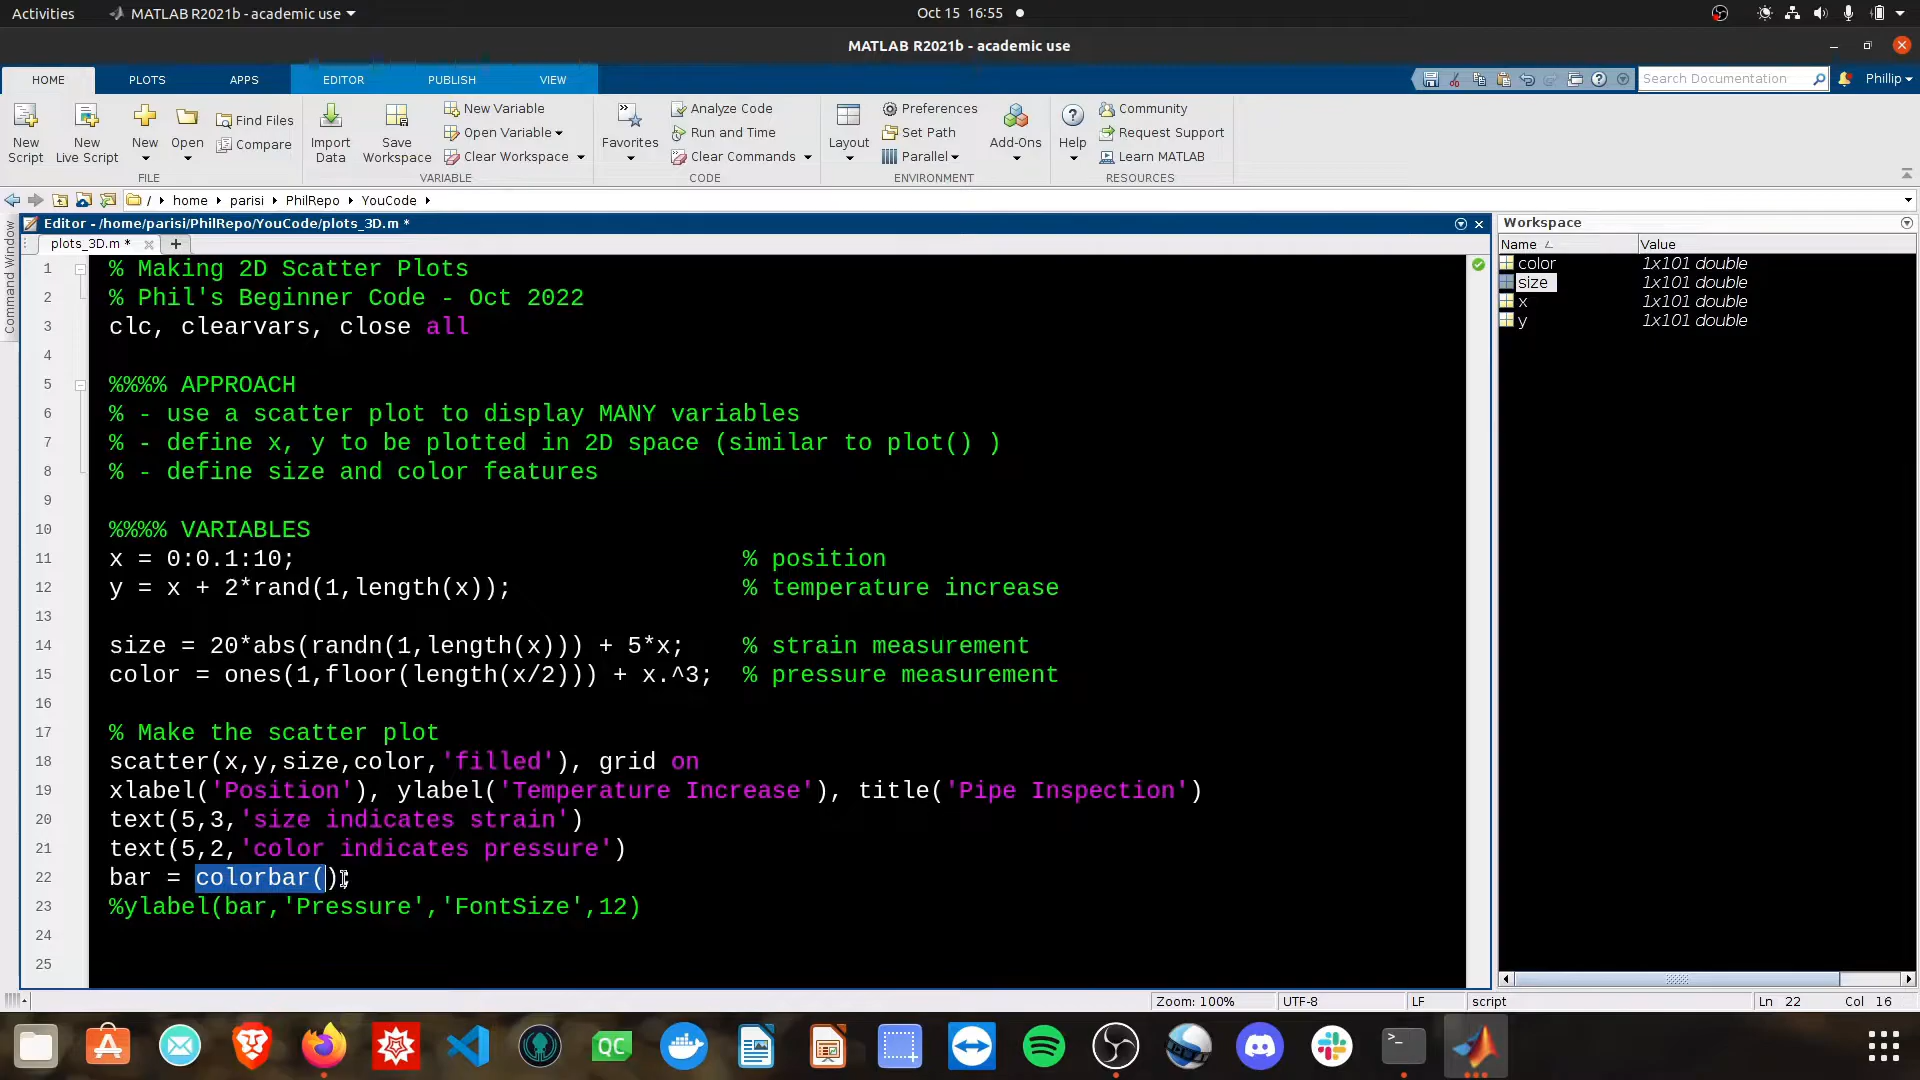 Activities
MATLAB R2021b - academic use
Oct 15 16:55
MATLAB R2021b - academic use
HOME
PLOTS
APPS
EDITOR
PUBLISH
VIEW
Search Documentation
Phillip
New Script
New Live Script
New
Open
Find Files
Compare
FILE
Import Data
Save Workspace
New Variable
Open Variable
Clear Workspace
VARIABLE
Favorites
Analyze Code
Run and Time
Clear Commands
CODE
Layout
Preferences
Set Path
Parallel
Add-Ons
ENVIRONMENT
Help
Community
Request Support
Learn MATLAB
RESOURCES
/ home parisi PhilRepo YouCode
Command Window
Editor - /home/parisi/PhilRepo/YouCode/plots_3D.m *
plots_3D.m *
1 % Making 2D Scatter Plots
2 % Phil's Beginner Code - Oct 2022
3 clc, clearvars, close all
4
5 %%%% APPROACH
6 % - use a scatter plot to display MANY variables
7 % - define x, y to be plotted in 2D space (similar to plot() )
8 % - define size and color features
9
10 %%%% VARIABLES
11 x = 0:0.1:10; % position
12 y = x + 2*rand(1,length(x)); % temperature increase
13
14 size = 20*abs(randn(1,length(x))) + 5*x; % strain measurement
15 color = ones(1,floor(length(x/2))) + x.^3; % pressure measurement
16
17 % Make the scatter plot
18 scatter(x,y,size,color,'filled'), grid on
19 xlabel('Position'), ylabel('Temperature Increase'), title('Pipe Inspection')
20 text(5,3,'size indicates strain')
21 text(5,2,'color indicates pressure')
22 bar = colorbar();
23 %ylabel(bar,'Pressure','FontSize',12)
24
25
Workspace
Name Value
color 1x101 double
size 1x101 double
x 1x101 double
y 1x101 double
Zoom: 100% UTF-8 LF script Ln 22 Col 16
QC
>_